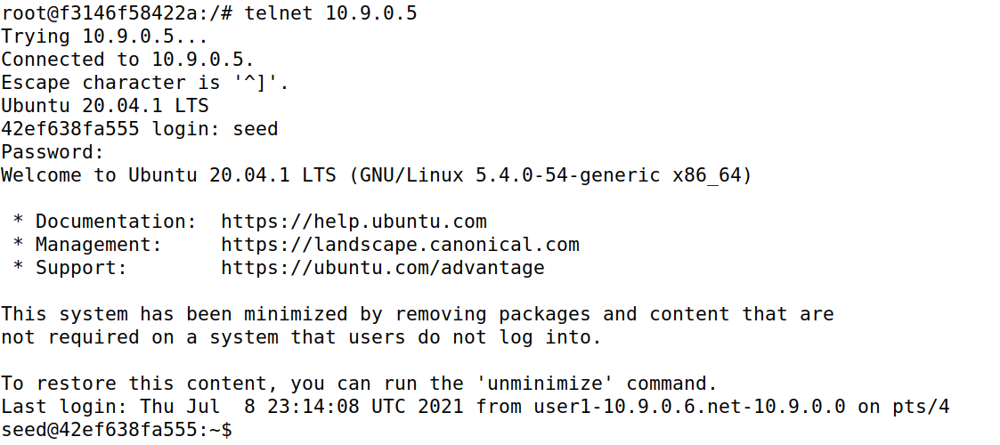 root@f3146f58422a:/# telnet 10.9.0.5
Trying 10.9.0.5...
Connected to 10.9.0.5.
Escape character is '^]'.
Ubuntu 20.04.1 LTS
42ef638fa555 login: seed
Password:
Welcome to Ubuntu 20.04.1 LTS (GNU/Linux 5.4.0-54-generic x86_64)

 * Documentation:  https://help.ubuntu.com
 * Management:     https://landscape.canonical.com
 * Support:        https://ubuntu.com/advantage

This system has been minimized by removing packages and content that are
not required on a system that users do not log into.

To restore this content, you can run the 'unminimize' command.
Last login: Thu Jul  8 23:14:08 UTC 2021 from user1-10.9.0.6.net-10.9.0.0 on pts/4
seed@42ef638fa555:~$